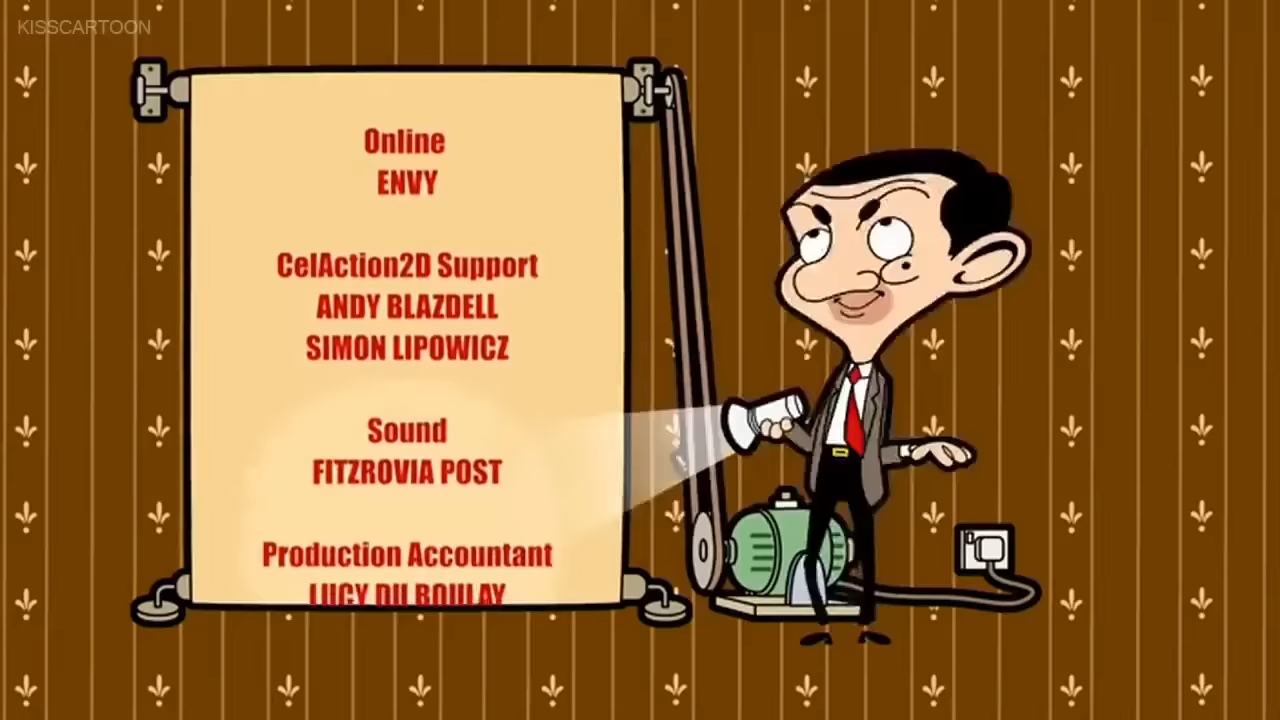 KISSCARTOON
Online
ENVY
CelAction2D Support
ANDY BLAZDELL
SIMON LIPOWICZ
Sound
FITZROVIA POST
Production Accountant
LUCY DU BOULAY